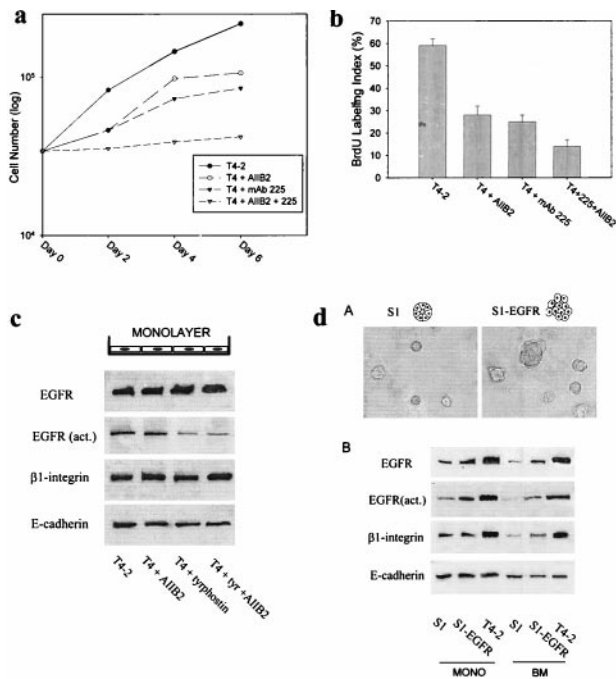 a
Cell Number (log)
10⁵
10⁴
Day 0
Day 2
Day 4
Day 6
T4-2
T4 + AIIB2
T4 + mAb 225
T4 + AIIB2 + 225
b
BrdU Labeling Index (%)
70
60
50
40
30
20
10
0
T4-2
T4 + AIIB2
T4 + mAb 225
T4+225+AIIB2
c
MONOLAYER
EGFR
EGFR (act.)
β1-integrin
E-cadherin
T4-2
T4 + AIIB2
T4 + tyrphostin
T4 + tyr +AIIB2
d
A
S1
S1-EGFR
B
EGFR
EGFR(act.)
β1-integrin
E-cadherin
S1
S1-EGFR
T4-2
S1
S1-EGFR
T4-2
MONO
BM